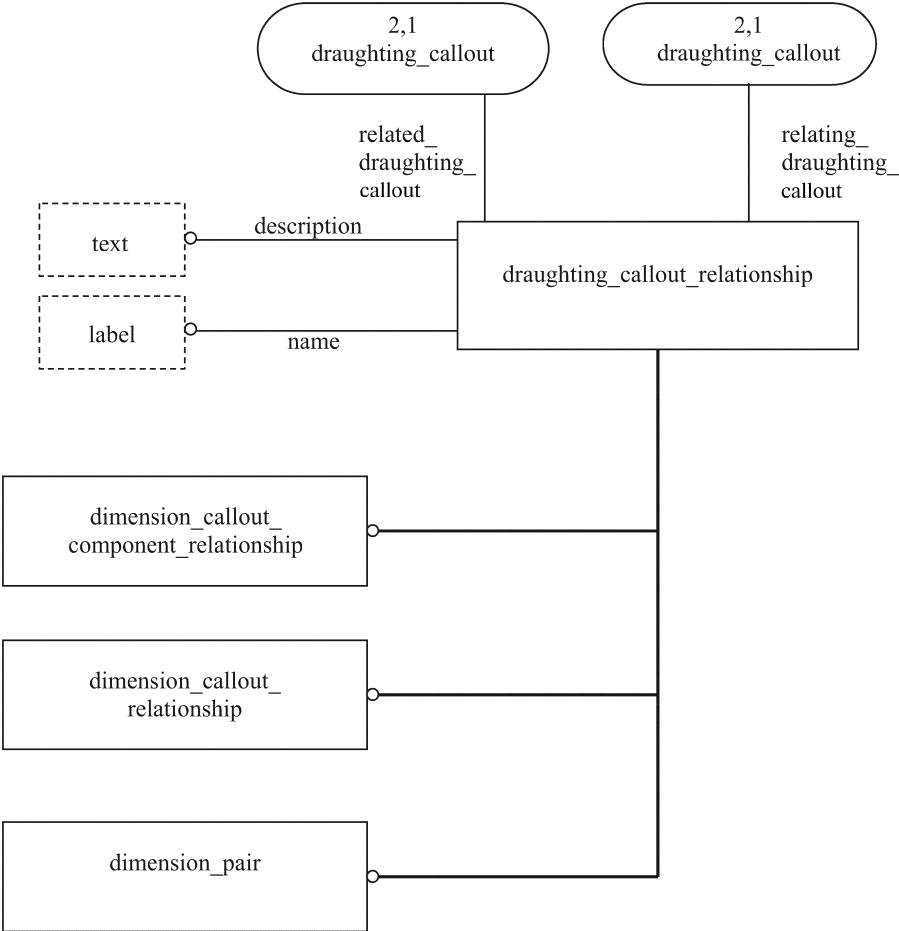 2,1
draughting_callout
2,1
draughting_callout
related_
draughting_
callout
relating_
draughting_
callout
description
text
draughting_callout_relationship
label
name
dimension_callout_
component_relationship
dimension_callout_
relationship
dimension_pair